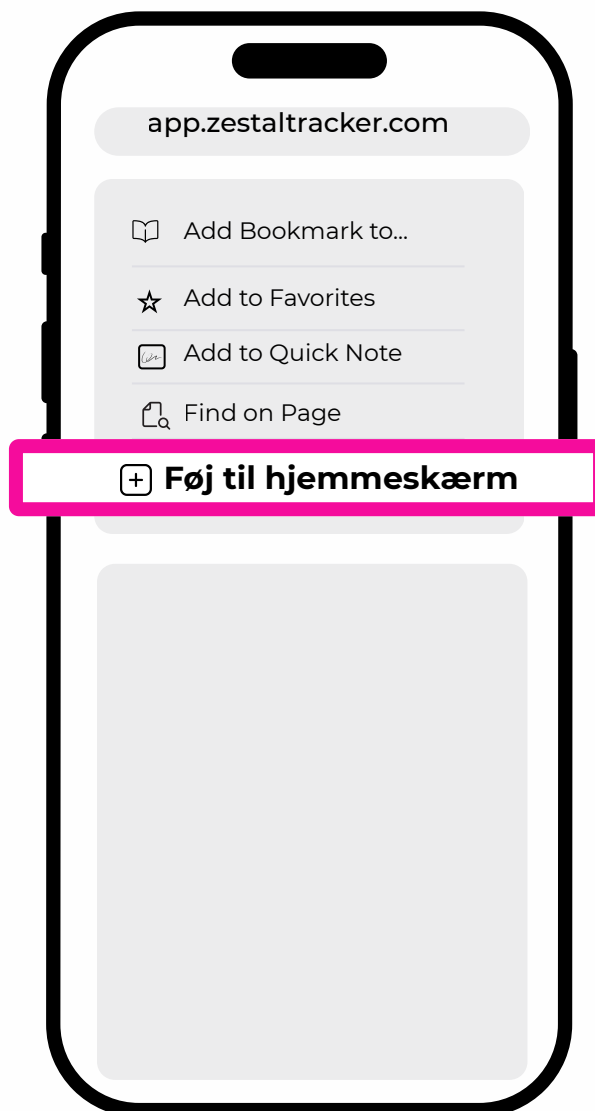 app.zestaltracker.com
Add Bookmark to...
Add to Favorites
Add to Quick Note
Find on Page
Føj til hjemmeskærm